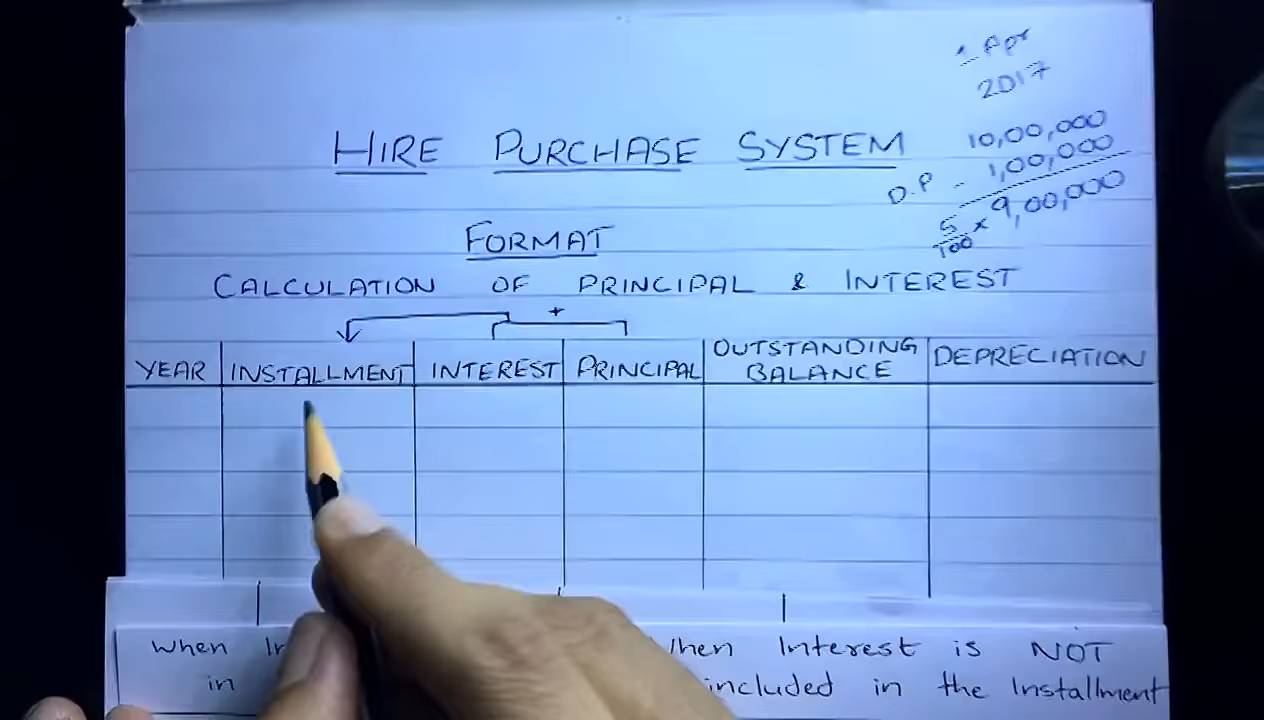 1 Apr
2017
HIRE PURCHASE SYSTEM
10,00,000
D.P - 1,00,000
9,00,000
5/100 ×
FORMAT
CALCULATION OF PRINCIPAL & INTEREST
+
YEAR INSTALLMENT INTEREST PRINCIPAL OUTSTANDING BALANCE DEPRECIATION
When Interest is NOT
When
in included in the Installment